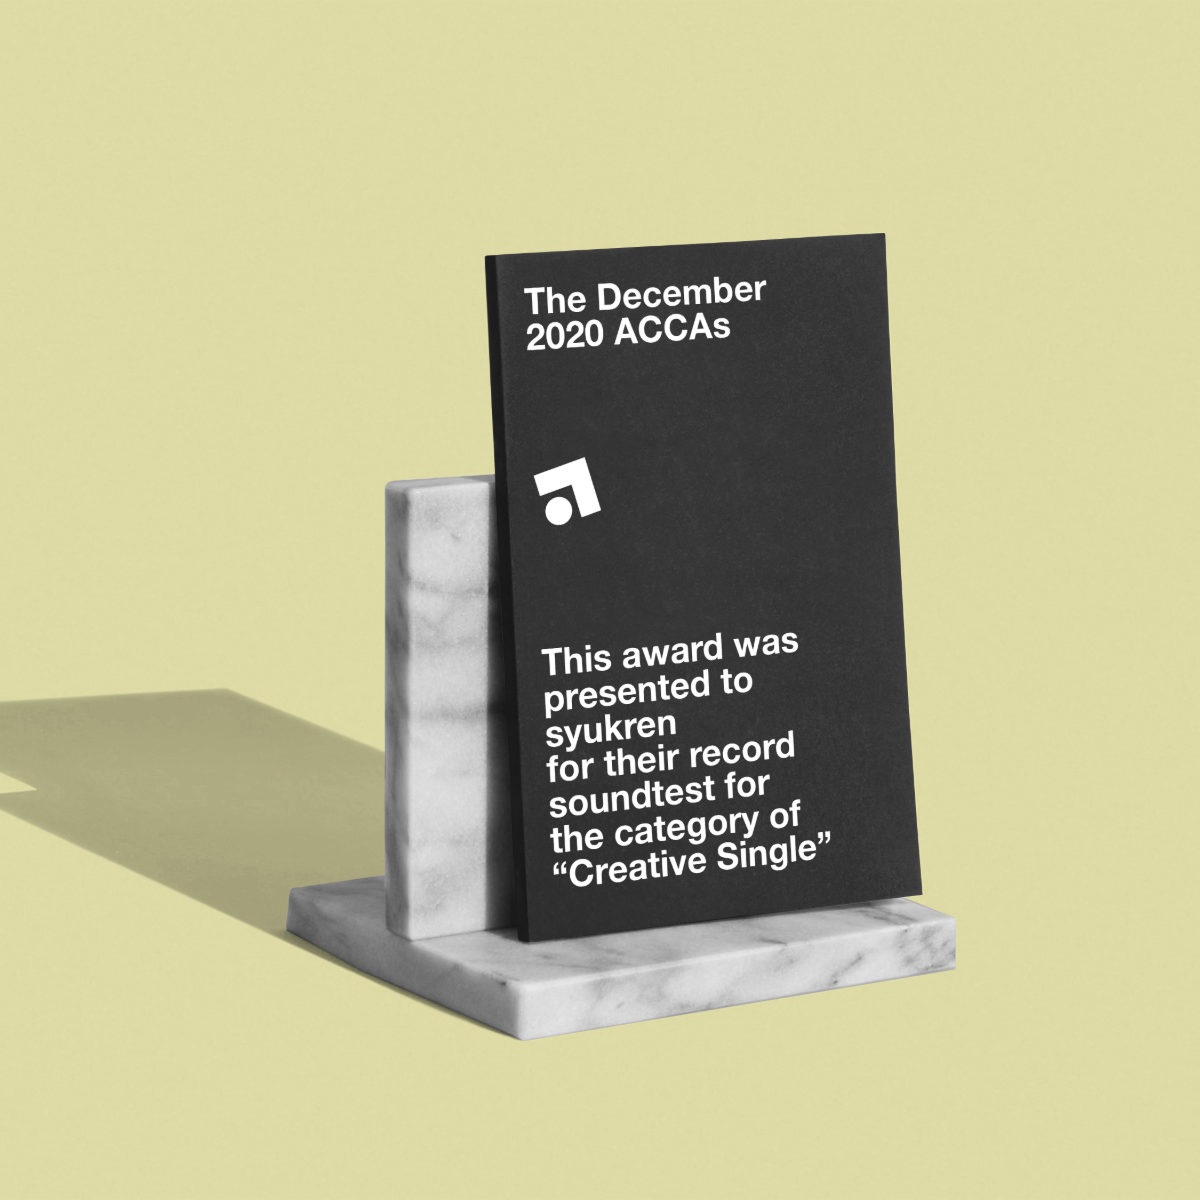 The December
2020 ACCAs
This award was
presented to
syukren
for their record
soundtest for
the category of
“Creative Single”